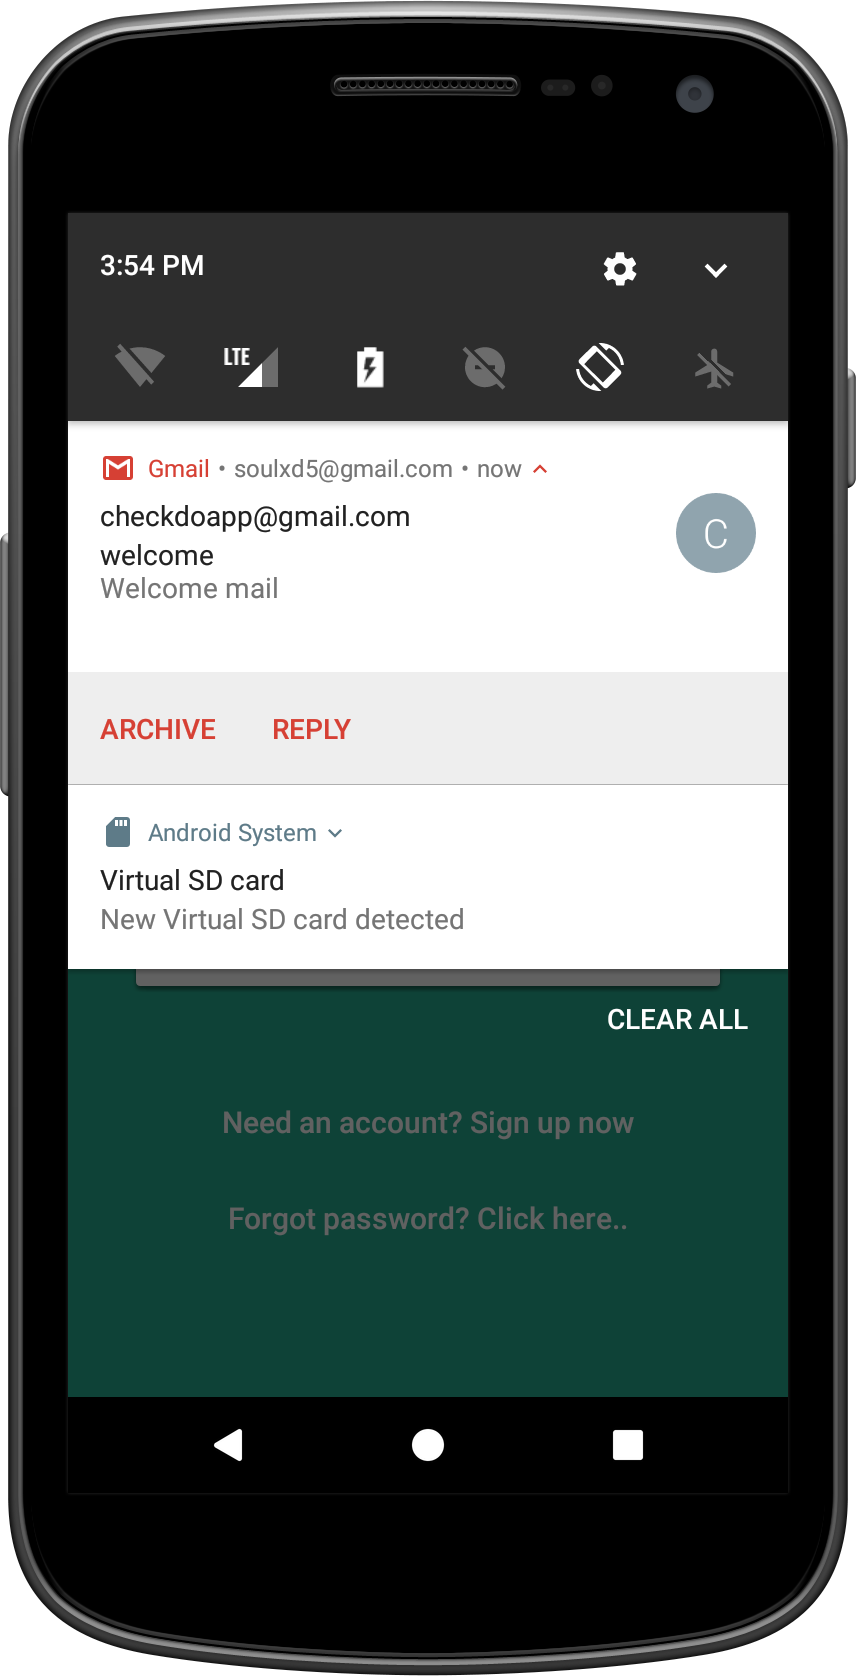 3:54 PM
LTE
Gmail • soulxd5@gmail.com • now
checkdoapp@gmail.com
welcome
Welcome mail
C
ARCHIVE REPLY
Android System
Virtual SD card
New Virtual SD card detected
CLEAR ALL
Need an account? Sign up now
Forgot password? Click here..